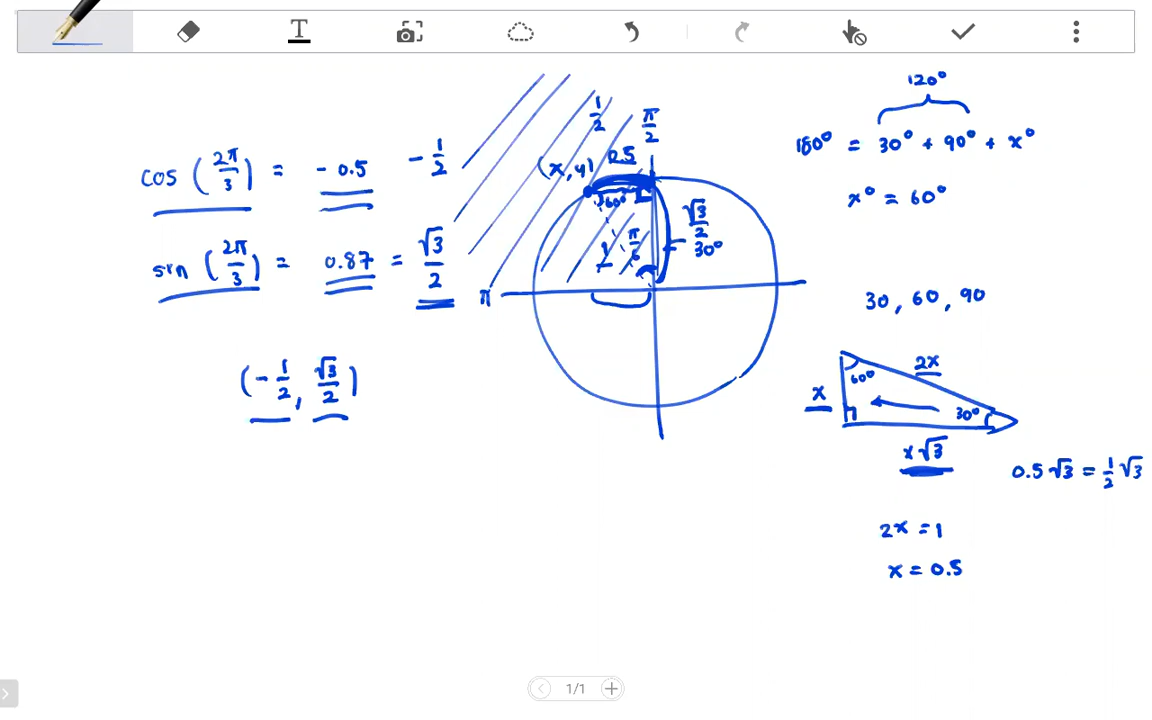 T
cos (2π/3) = -0.5
-1/2
sin (2π/3) = 0.87 = √3/2
(-1/2, √3/2)
1/2
π/2
(x, y)
0.5
60°
√3/2
30°
1
π/6
π
120°
180° = 30° + 90° + x°
x° = 60°
30, 60, 90
60°
2x
x
30°
x√3
0.5√3 = 1/2 √3
2x = 1
x = 0.5
1/1